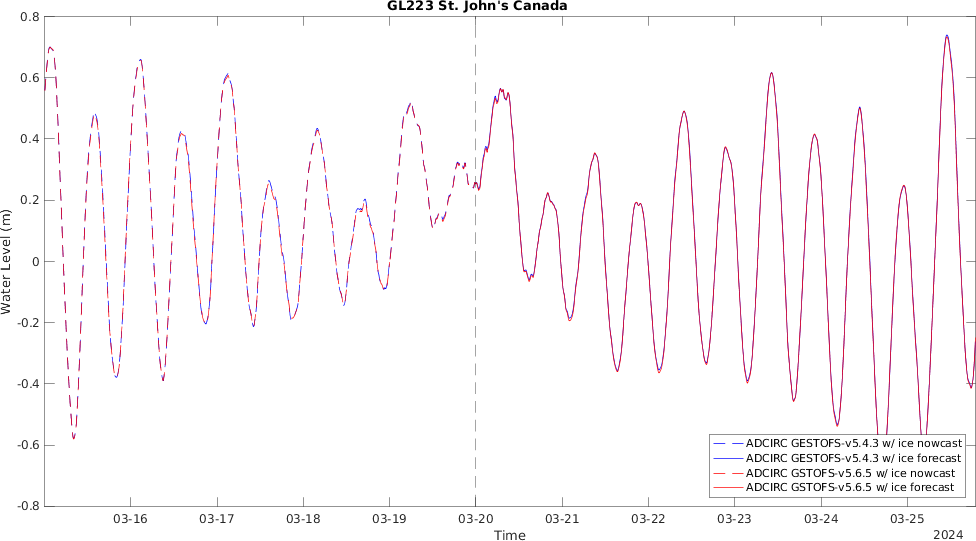 GL223 St. John's Canada
Water Level (m)
0.8
0.6
0.4
0.2
0
-0.2
-0.4
-0.6
-0.8
ADCIRC GESTOFS-v5.4.3 w/ ice nowcast
ADCIRC GESTOFS-v5.4.3 w/ ice forecast
ADCIRC GSTOFS-v5.6.5 w/ ice nowcast
ADCIRC GSTOFS-v5.6.5 w/ ice forecast
03-16 03-17 03-18 03-19 03-20 03-21 03-22 03-23 03-24 03-25
Time
2024